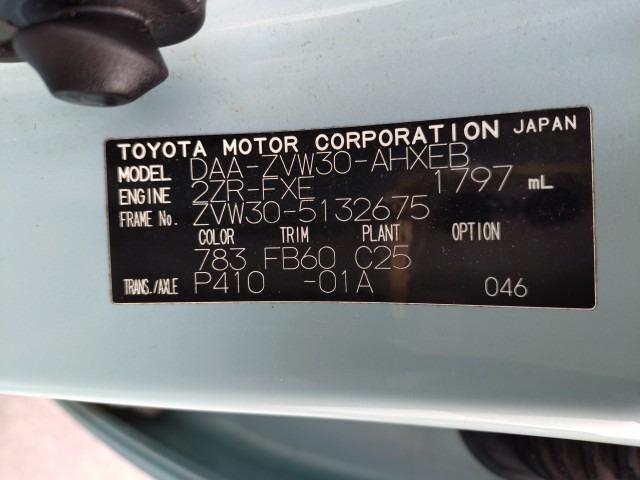 TOYOTA MOTOR CORPORATION JAPAN
MODEL DAA-ZVW30-AHXEB
ENGINE 2ZR-FXE 1797 mL
FRAME No. ZVW30-5132675
COLOR TRIM PLANT OPTION
783 FB60 C25
TRANS./AXLE P410 -01A 046